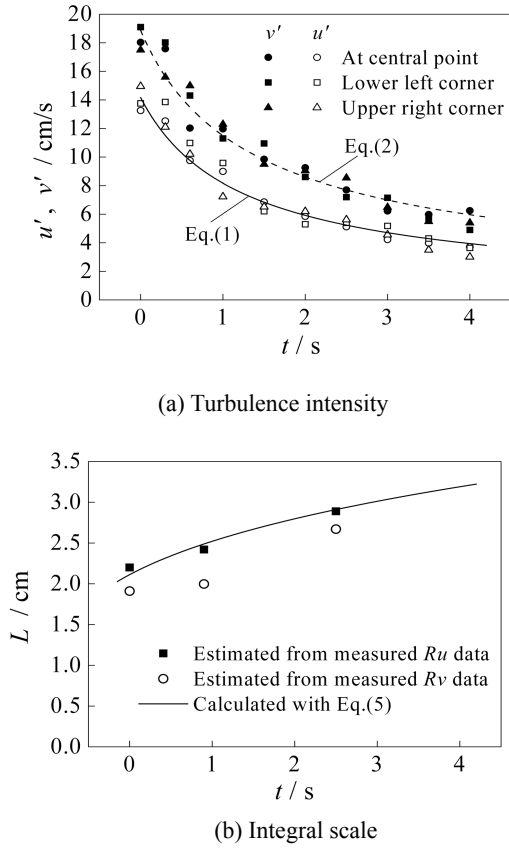 v′ u′
At central point
Lower left corner
Upper right corner
Eq.(2)
Eq.(1)
u′ , v′ / cm/s
20
18
16
14
12
10
8
6
4
2
0
0 1 2 3 4
t / s
(a) Turbulence intensity
L / cm
3.5
3.0
2.5
2.0
1.5
1.0
0.5
0.0
Estimated from measured Ru data
Estimated from measured Rv data
Calculated with Eq.(5)
0 1 2 3 4
t / s
(b) Integral scale